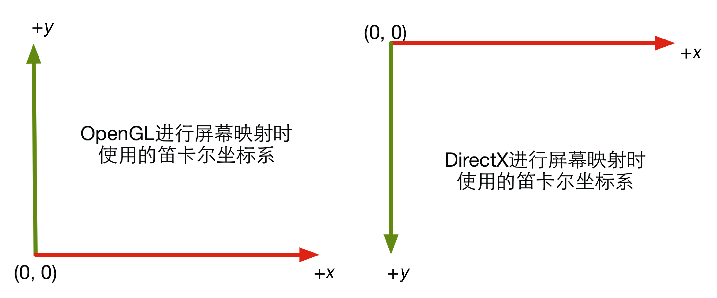 +y
OpenGL进行屏幕映射时
使用的笛卡尔坐标系
(0, 0)
+x
(0, 0)
+x
DirectX进行屏幕映射时
使用的笛卡尔坐标系
+y